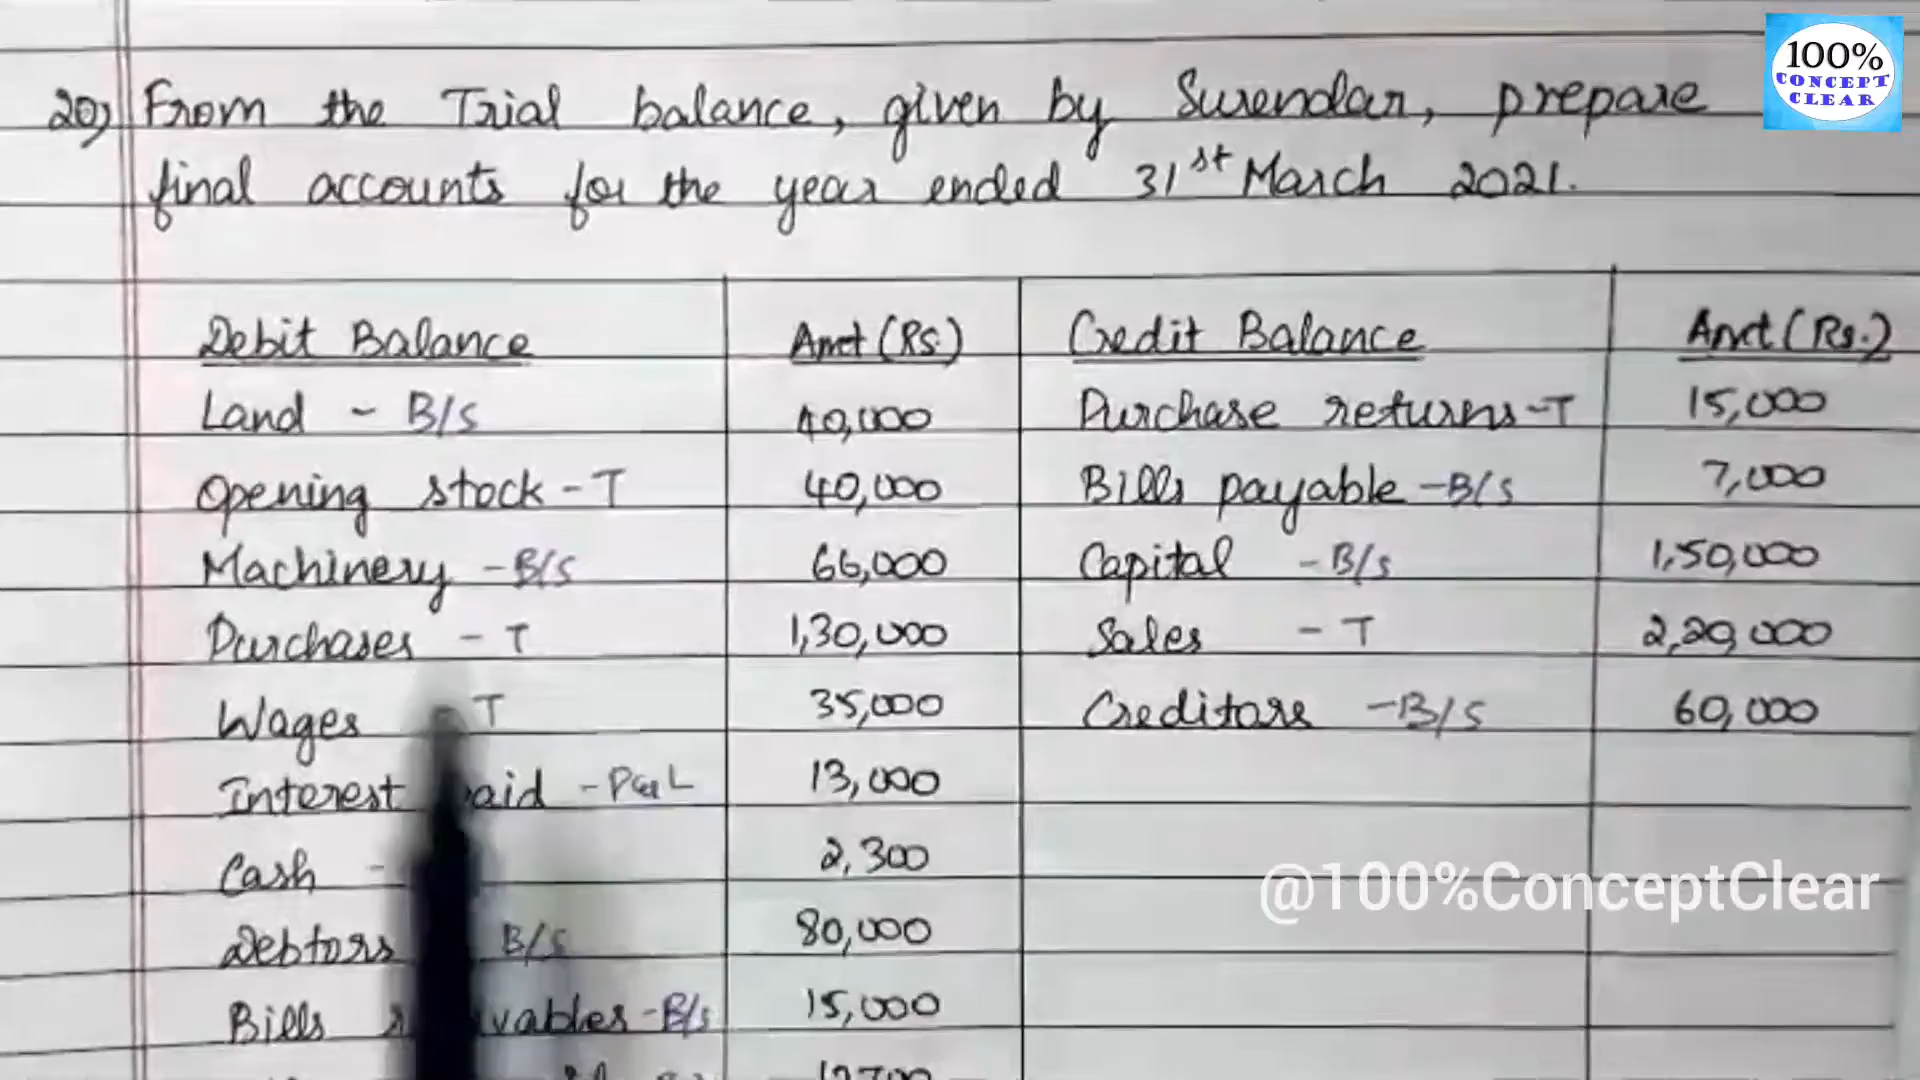 100%
CONCEPT
CLEAR
20) From the Trial balance, given by Surendar, prepare
final accounts for the year ended 31st March 2021.
Debit Balance Amt (Rs.) Credit Balance Amt (Rs.)
Land - B/S 40,000 Purchase returns - T 15,000
Opening stock - T 40,000 Bills payable - B/S 7,000
Machinery - B/S 66,000 Capital - B/S 1,50,000
Purchases - T 1,30,000 Sales - T 2,29,000
Wages - T 35,000 Creditors - B/S 60,000
Interest paid - P&L 13,000
Cash - 2,300
Debtors B/S 80,000
Bills - B/S 15,000
@100%ConceptClear